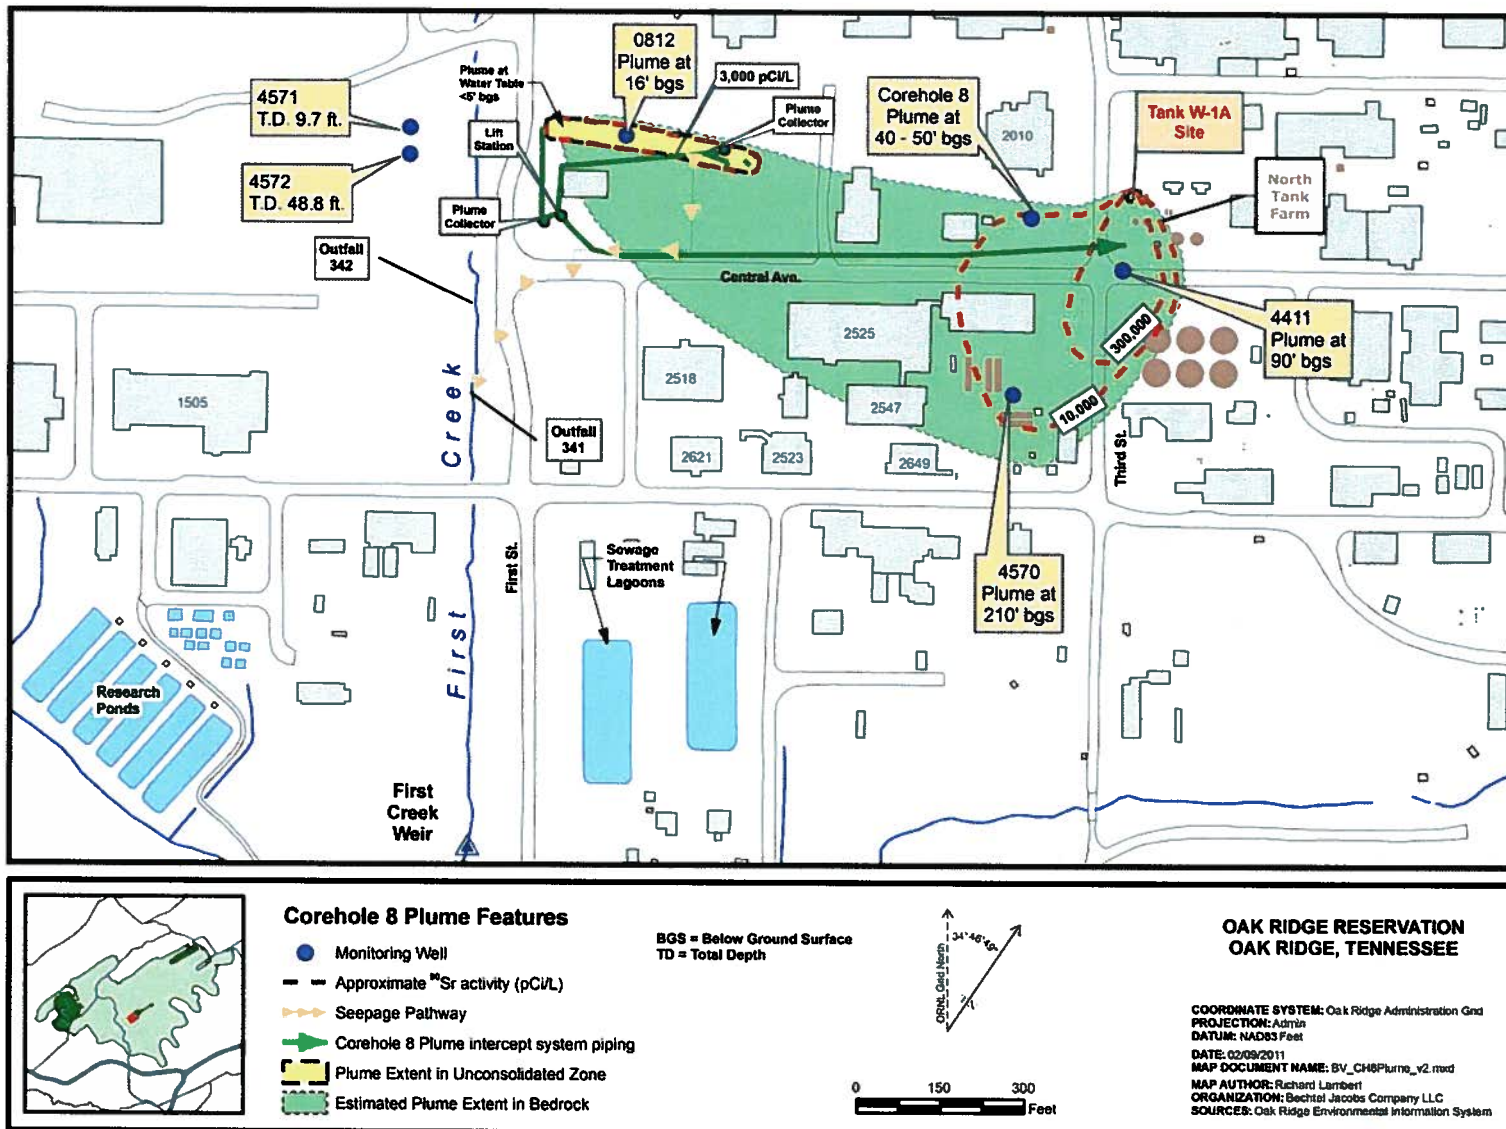 0812
Plume at
16' bgs
Plume at
Water Table
<5' bgs
3,000 pCi/L
4571
T.D. 9.7 ft.
Plume
Collector
Lift
Station
Corehole 8
Plume at
40 - 50' bgs
2010
Tank W-1A
Site
4572
T.D. 48.8 ft.
North
Tank
Farm
Plume
Collector
Outfall
342
Central Ave.
4411
Plume at
90' bgs
300,000
2525
2518
1505
2547
10,000
Creek
Outfall
341
2621
2523
2649
Third St.
First St.
Sewage
Treatment
Lagoons
4570
Plume at
210' bgs
First
Research
Ponds
First
Creek
Weir
Corehole 8 Plume Features
Monitoring Well
Approximate ⁹⁰Sr activity (pCi/L)
Seepage Pathway
Corehole 8 Plume intercept system piping
Plume Extent in Unconsolidated Zone
Estimated Plume Extent in Bedrock
BGS = Below Ground Surface
TD = Total Depth
ORNL Grid North
34° 46' 49"
0 150 300
Feet
OAK RIDGE RESERVATION
OAK RIDGE, TENNESSEE
COORDINATE SYSTEM: Oak Ridge Administration Grid
PROJECTION: Admin
DATUM: NAD83 Feet
DATE: 02/09/2011
MAP DOCUMENT NAME: BV_CH8Plume_v2.mxd
MAP AUTHOR: Richard Lambert
ORGANIZATION: Bechtel Jacobs Company LLC
SOURCES: Oak Ridge Environmental Information System